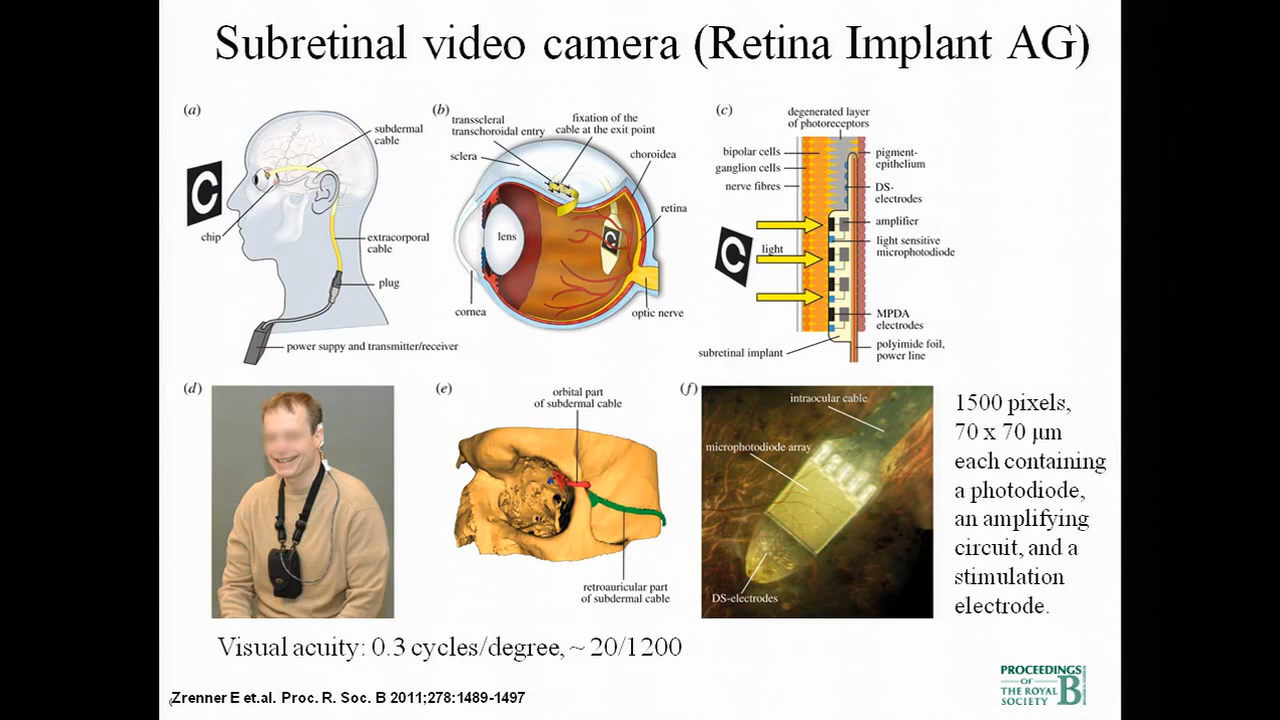 Subretinal video camera (Retina Implant AG)
(a)
subdermal
cable
C
chip
extracorporal
cable
plug
power suppy and transmitter/receiver
(b)
transscleral
transchoroidal entry
fixation of the
cable at the exit point
sclera
choroidea
retina
lens
C
cornea
optic nerve
(c)
degenerated layer
of photoreceptors
bipolar cells
ganglion cells
nerve fibres
pigment-
epithelium
DS-
electrodes
amplifier
light sensitive
microphotodiode
C
light
MPDA
electrodes
subretinal implant
polyimide foil,
power line
(d)
(e)
orbital part
of subdermal cable
retroauricular part
of subdermal cable
(f)
intraocular cable
microphotodiode array
DS-electrodes
1500 pixels,
70 x 70 μm
each containing
a photodiode,
an amplifying
circuit, and a
stimulation
electrode.
Visual acuity: 0.3 cycles/degree, ~ 20/1200
Zrenner E et.al. Proc. R. Soc. B 2011;278:1489-1497
PROCEEDINGS
OF
THE ROYAL
SOCIETY
B